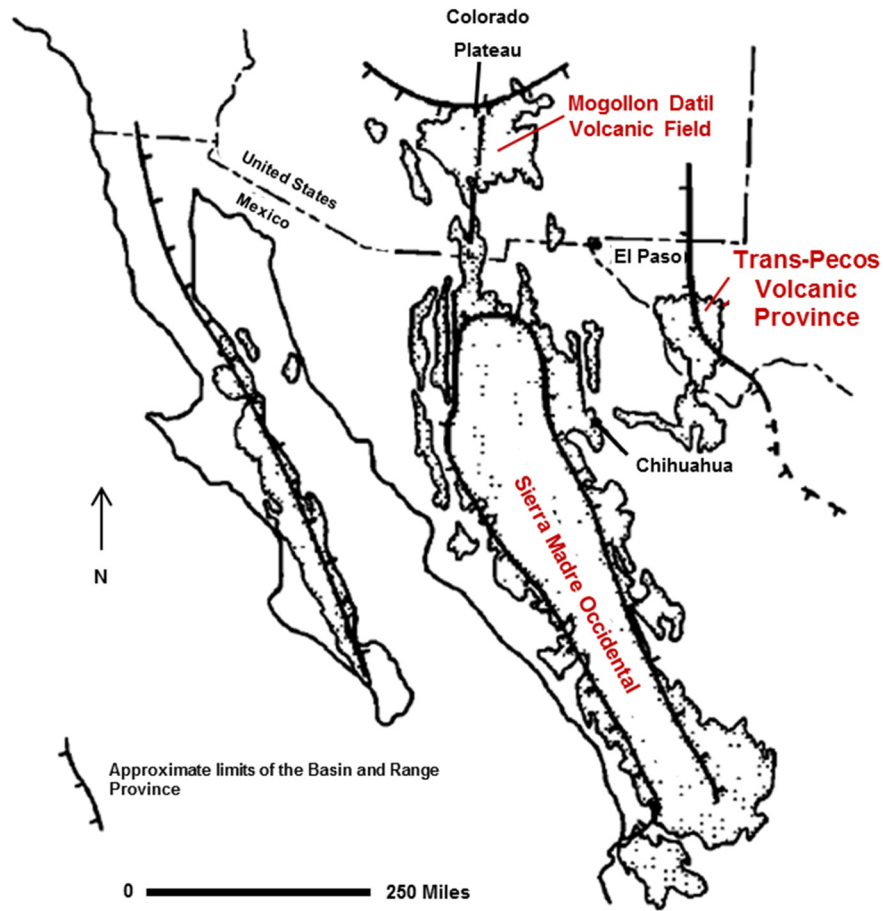 Colorado
Plateau
Mogollon Datil
Volcanic Field
United States
Mexico
El Paso
Trans-Pecos
Volcanic
Province
Chihuahua
Sierra Madre Occidental
N
Approximate limits of the Basin and Range
Province
0 250 Miles